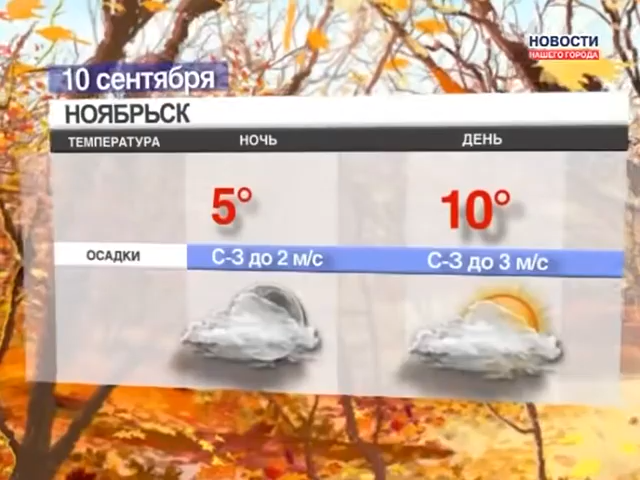 НОВОСТИ
НАШЕГО ГОРОДА
10 сентября
НОЯБРЬСК
ТЕМПЕРАТУРА НОЧЬ ДЕНЬ
5° 10°
ОСАДКИ С-З до 2 м/с С-З до 3 м/с